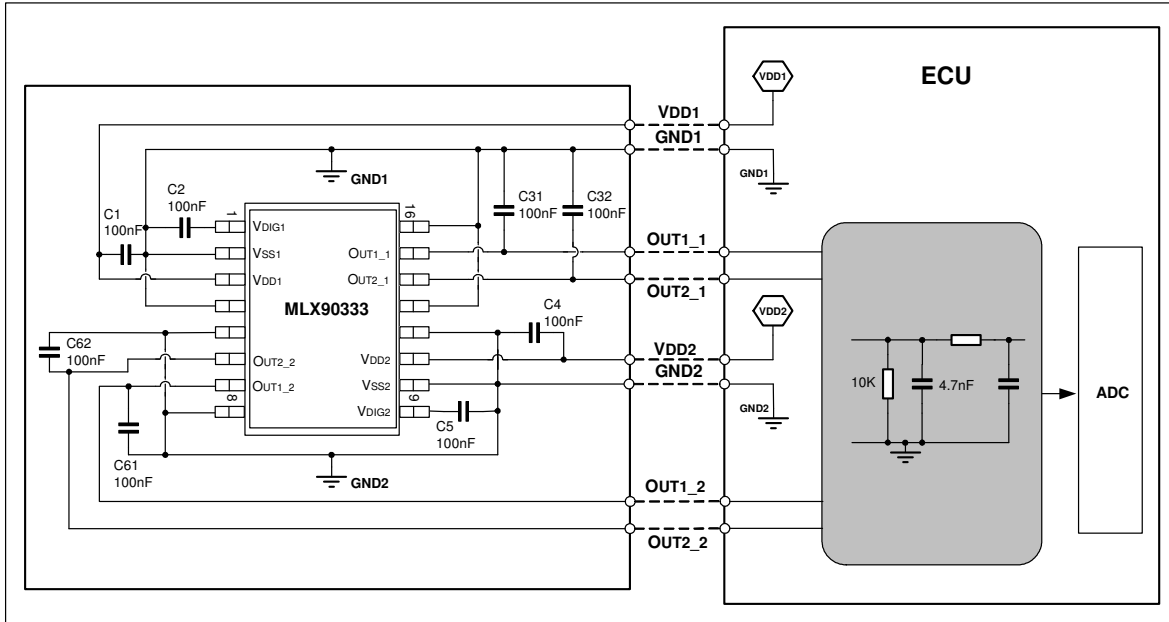 ECU
VDD1
VDD1
GND1
GND1
GND1
C2
100nF
C1
100nF
C31
100nF
C32
100nF
1
16
VDIG1
VSS1
VDD1
OUT1_1
OUT2_1
MLX90333
OUT1_1
OUT2_1
C4
100nF
VDD2
C62
100nF
OUT2_2
OUT1_2
VDD2
VSS2
VDIG2
8
9
VDD2
GND2
GND2
C5
100nF
C61
100nF
GND2
10K
4.7nF
ADC
OUT1_2
OUT2_2